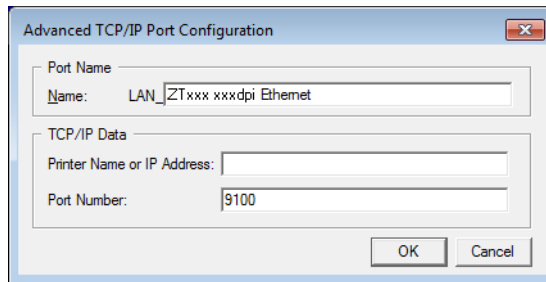 Advanced TCP/IP Port Configuration
Port Name
Name: LAN_ZTxxx xxxdpi Ethernet
TCP/IP Data
Printer Name or IP Address:
Port Number: 9100
OK Cancel